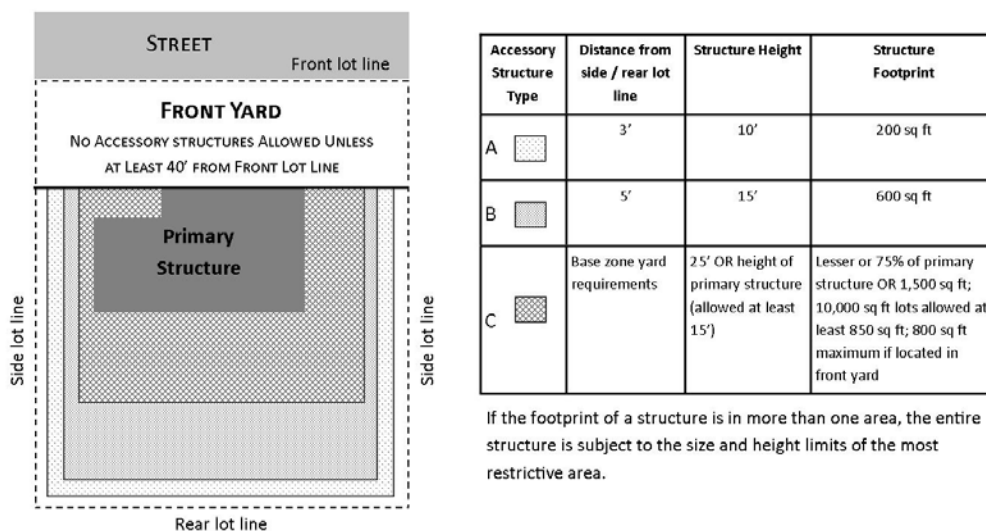 STREET
Front lot line
FRONT YARD
NO ACCESSORY STRUCTURES ALLOWED UNLESS
AT LEAST 40' FROM FRONT LOT LINE
Primary
Structure
Side lot line
Side lot line
Rear lot line
Accessory
Structure
Type
Distance from
side / rear lot
line
Structure Height
Structure
Footprint
A
3'
10'
200 sq ft
B
5'
15'
600 sq ft
C
Base zone yard
requirements
25' OR height of
primary structure
(allowed at least
15')
Lesser or 75% of primary
structure OR 1,500 sq ft;
10,000 sq ft lots allowed at
least 850 sq ft; 800 sq ft
maximum if located in
front yard
If the footprint of a structure is in more than one area, the entire
structure is subject to the size and height limits of the most
restrictive area.